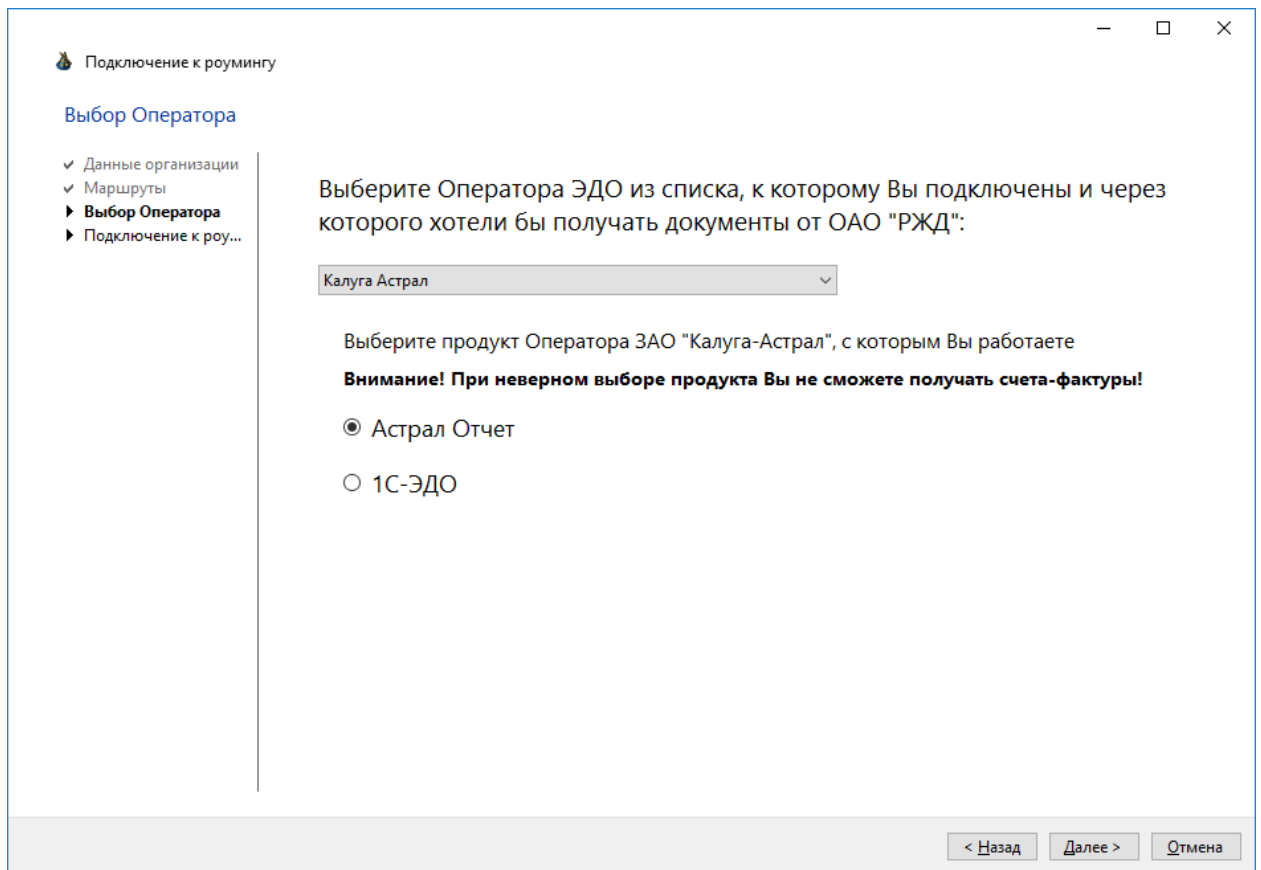 Подключение к роумингу
Выбор Оператора
Данные организации
Маршруты
Выбор Оператора
Подключение к роу...
Выберите Оператора ЭДО из списка, к которому Вы подключены и через
которого хотели бы получать документы от ОАО "РЖД":
Калуга Астрал
Выберите продукт Оператора ЗАО "Калуга-Астрал", с которым Вы работаете
Внимание! При неверном выборе продукта Вы не сможете получать счета-фактуры!
Астрал Отчет
1С-ЭДО
< Назад Далее > Отмена